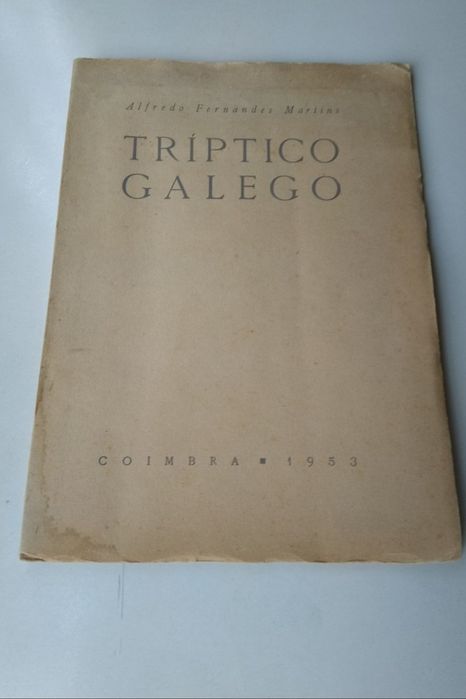 Alfredo Fernandes Martins
TRÍPTICO
GALEGO
COIMBRA ▪ 1953